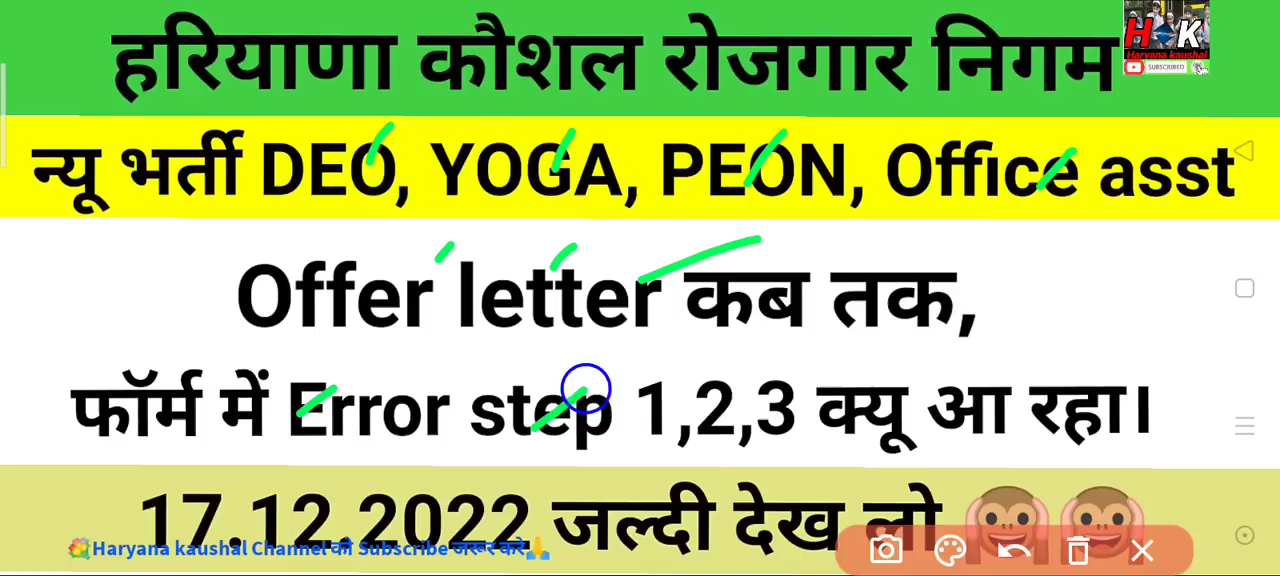 हरियाणा कौशल रोजगार निगम
HK
Haryana kaushal
SUBSCRIBED
न्यू भर्ती DEO, YOGA, PEON, Office asst
Offer letter कब तक,
फॉर्म में Error step 1,2,3 क्यू आ रहा।
17.12.2022 जल्दी देख लो 🙉🙉
💐Haryana kaushal Channel को Subscribe जरूर करे🙏